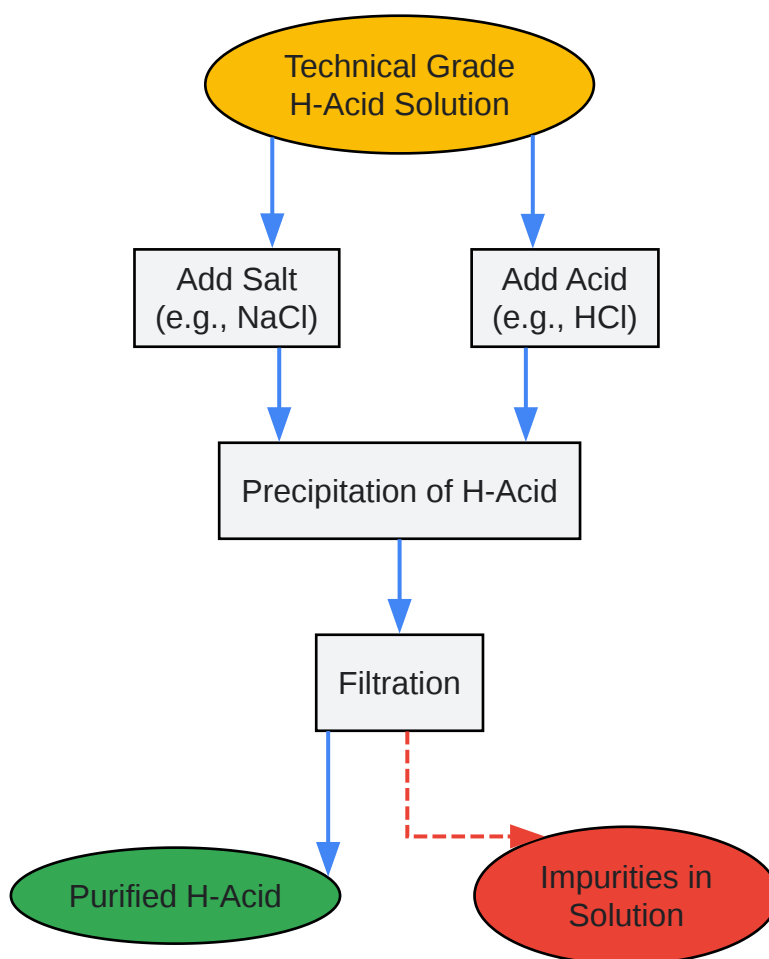 Technical Grade
H-Acid Solution
Add Salt
(e.g., NaCl)
Add Acid
(e.g., HCl)
Precipitation of H-Acid
Filtration
Purified H-Acid
Impurities in
Solution